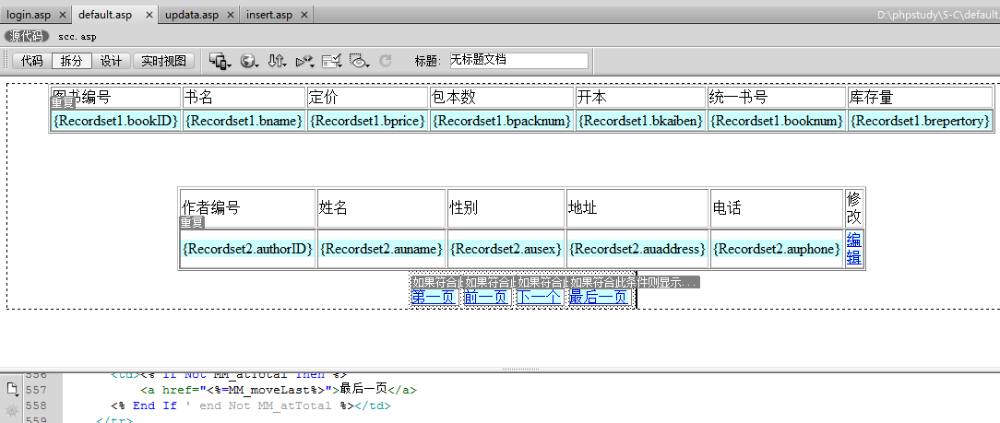 login.asp × default.asp × updata.asp × insert.asp × D:\phpstudy\S-C\default.
源代码 scc.asp
代码 拆分 设计 实时视图 标题: 无标题文档
图书编号 书名 定价 包本数 开本 统一书号 库存量
重复
{Recordset1.bookID} {Recordset1.bname} {Recordset1.bprice} {Recordset1.bpacknum} {Recordset1.bkaiben} {Recordset1.booknum} {Recordset1.brepertory}
作者编号 姓名 性别 地址 电话 修改
重复
{Recordset2.authorID} {Recordset2.auname} {Recordset2.ausex} {Recordset2.auaddress} {Recordset2.auphone} 编辑
如果符合此 如果符合此 如果符合此 如果符合此条件则显示...
第一页 前一页 下一个 最后一页
556 <td><% If Not MM_atTotal Then %>
557 <a href="<%=MM_moveLast%>">最后一页</a>
558 <% End If ' end Not MM_atTotal %></td>
559 </tr>